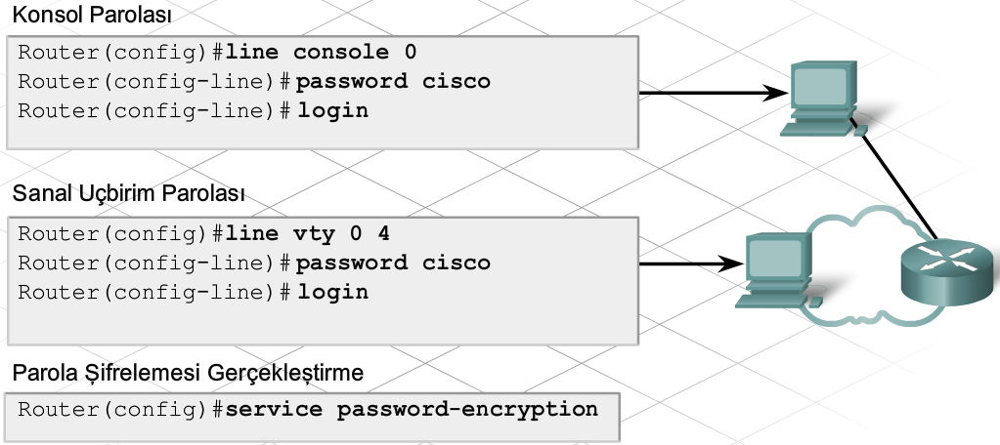 Konsol Parolası
Router(config)#line console 0
Router(config-line)#password cisco
Router(config-line)#login
Sanal Uçbirim Parolası
Router(config)#line vty 0 4
Router(config-line)#password cisco
Router(config-line)#login
Parola Şifrelemesi Gerçekleştirme
Router(config)#service password-encryption